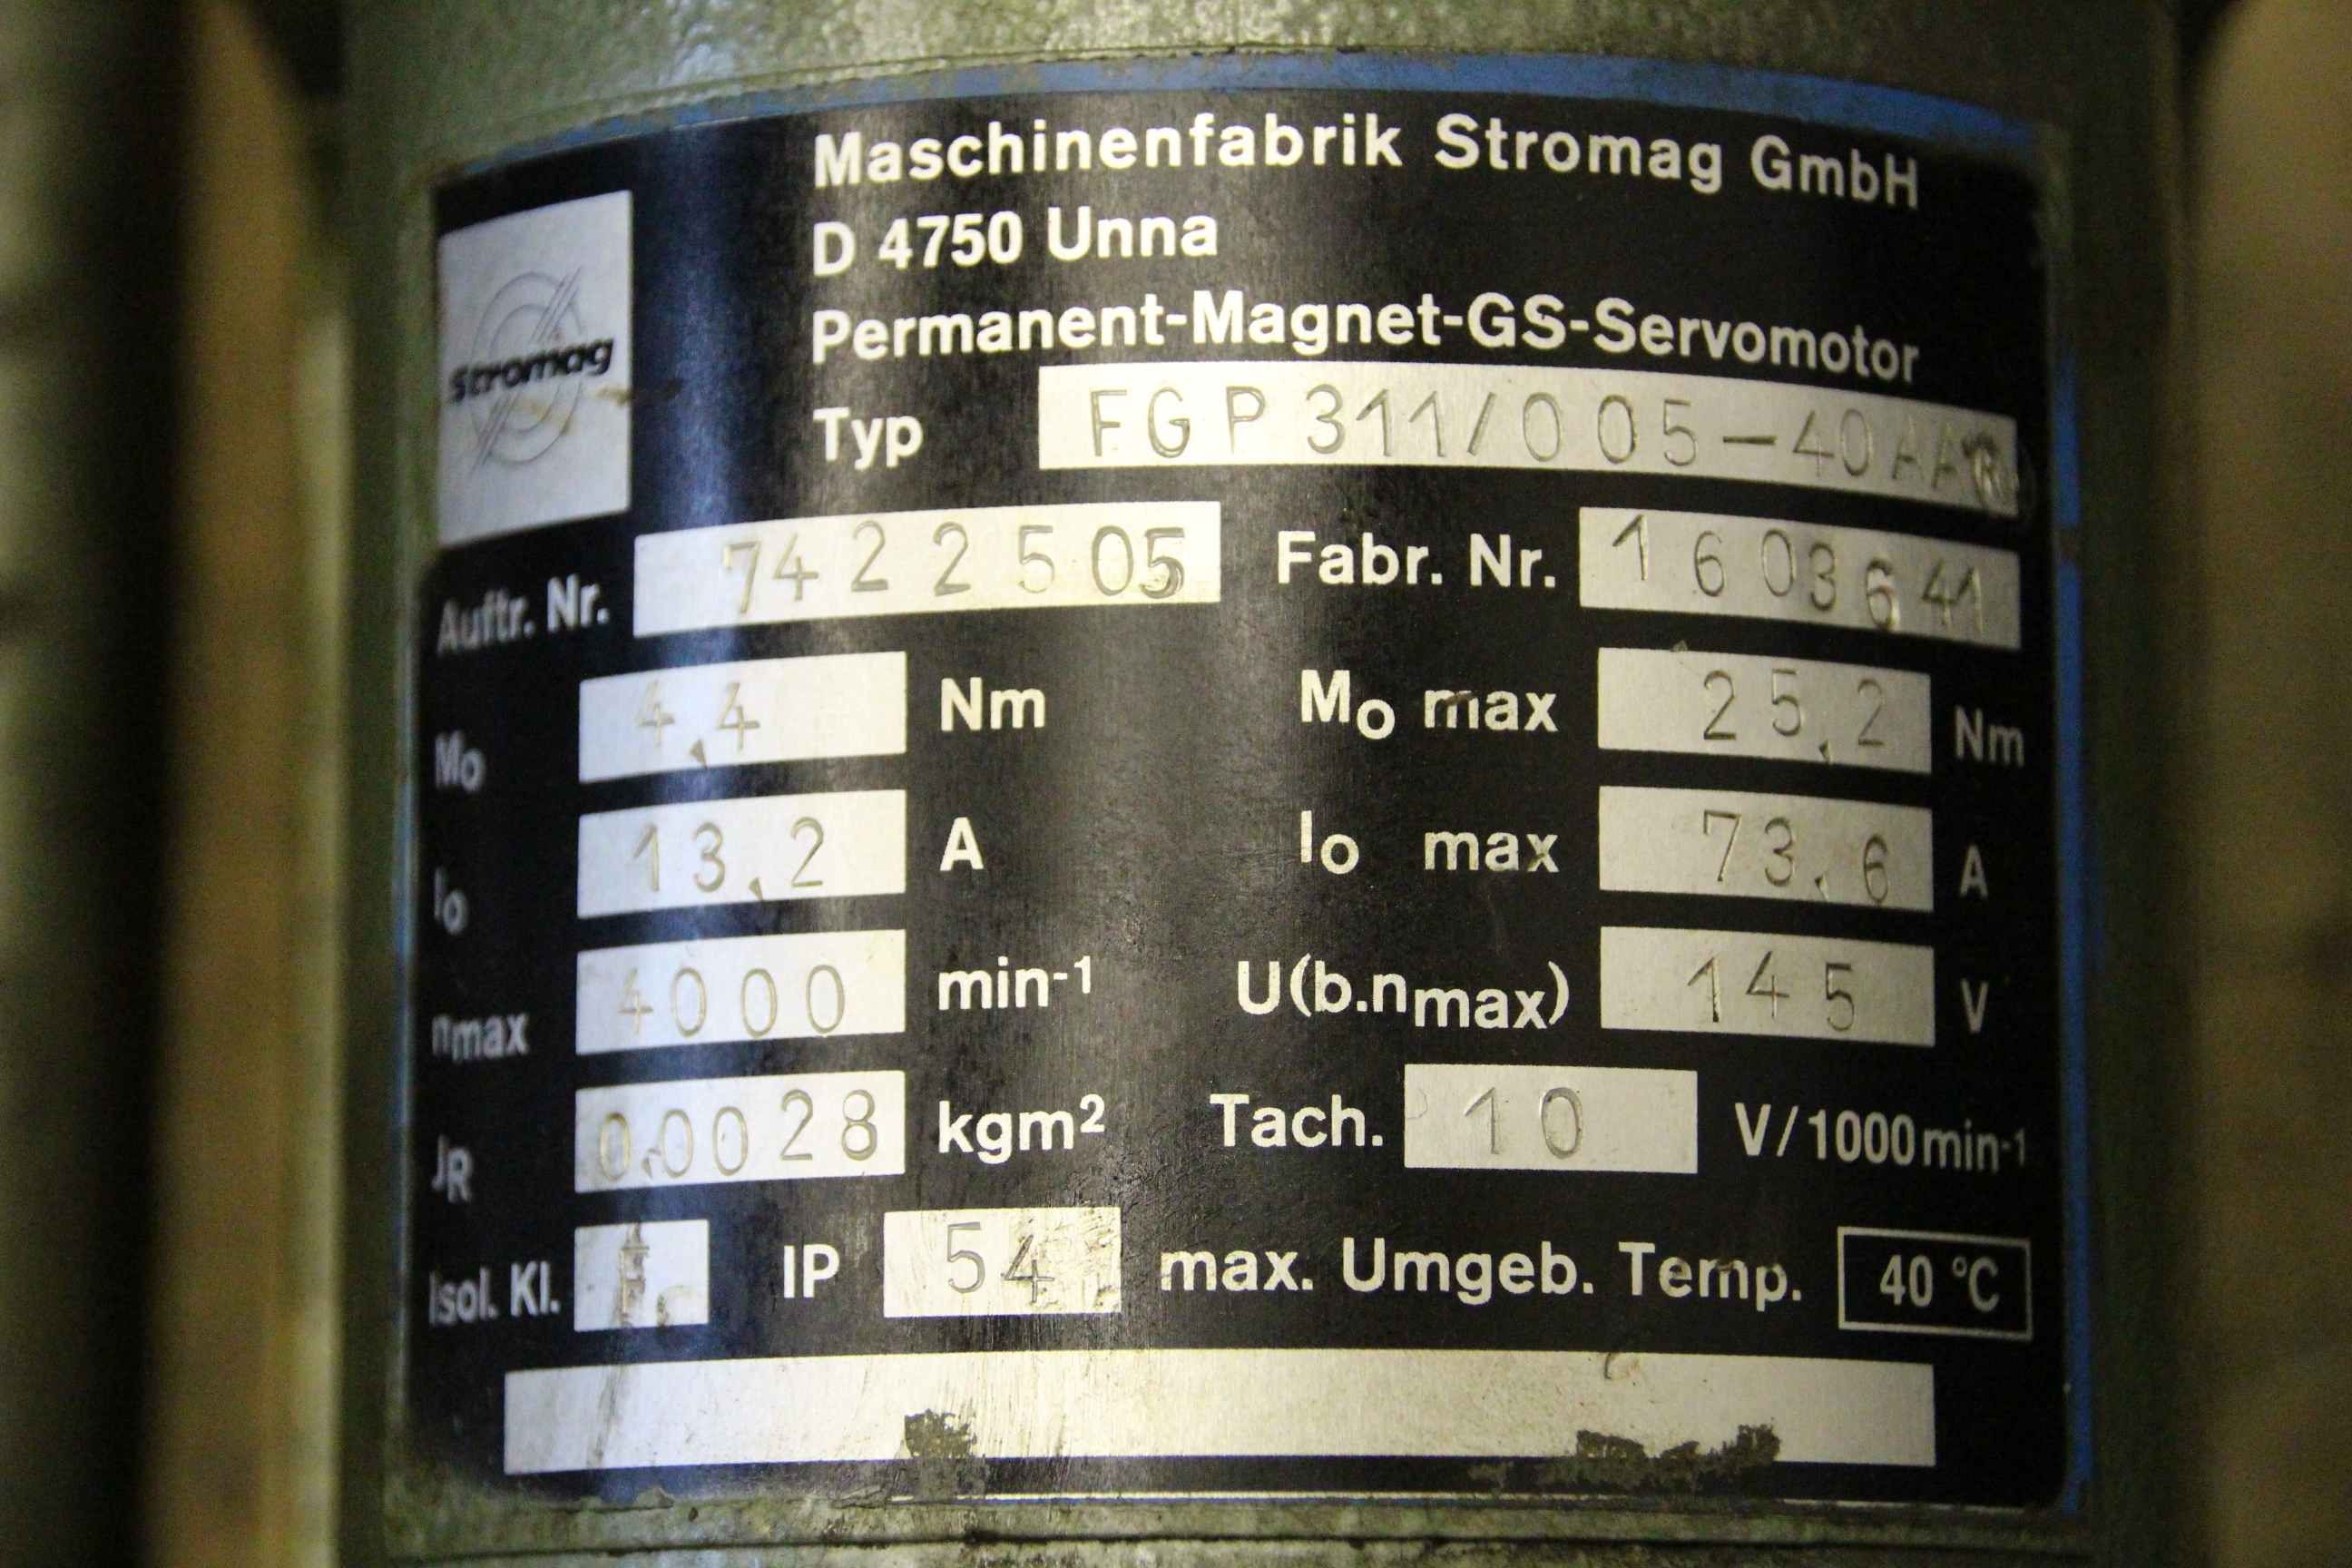 Maschinenfabrik Stromag GmbH
D 4750 Unna
Permanent-Magnet-GS-Servomotor
stromag
Typ FGP 311/005-40AAR
Auftr. Nr. 7422505 Fabr. Nr. 1603641
Mo 4,4 Nm Mo max 25,2 Nm
Io 13,2 A Io max 73,6 A
nmax 4000 min-1 U(b.nmax) 145 V
JR 0,0028 kgm² Tach. 10 V/1000min-1
Isol. Kl. F IP 54 max. Umgeb. Temp. 40 °C